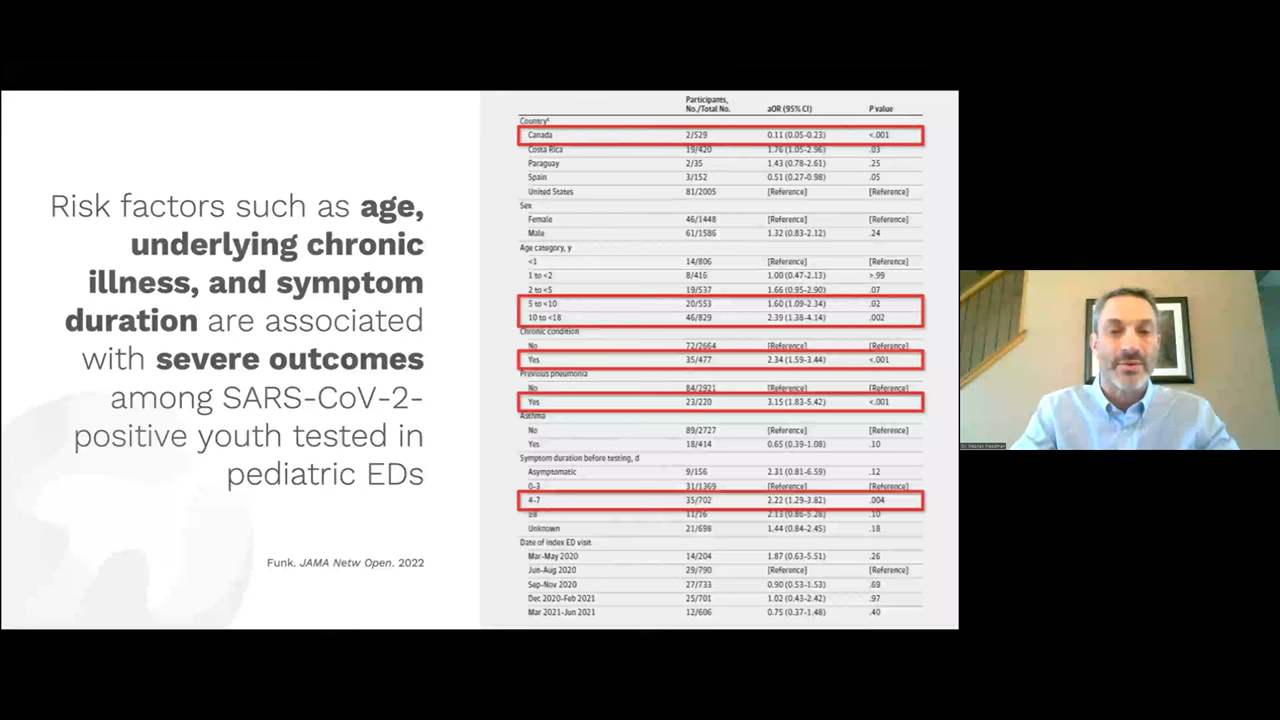 Risk factors such as age,
underlying chronic
illness, and symptom
duration are associated
with severe outcomes
among SARS-CoV-2-
positive youth tested in
pediatric EDs
Funk. JAMA Netw Open. 2022
Participants,
No./Total No. aOR (95% CI) P value
Countryᶜ
Canada 2/529 0.11 (0.05-0.23) <.001
Costa Rica 19/420 1.76 (1.05-2.96) .03
Paraguay 2/35 1.43 (0.78-2.61) .25
Spain 3/152 0.51 (0.27-0.98) .05
United States 81/2005 [Reference] [Reference]
Sex
Female 46/1448 [Reference] [Reference]
Male 61/1586 1.32 (0.83-2.12) .24
Age category, y
<1 14/806 [Reference] [Reference]
1 to <2 8/416 1.00 (0.47-2.13) >.99
2 to <5 19/537 1.66 (0.95-2.90) .07
5 to <10 20/553 1.60 (1.09-2.34) .02
10 to <18 46/829 2.39 (1.38-4.14) .002
Chronic condition
No 72/2664 [Reference] [Reference]
Yes 35/477 2.34 (1.59-3.44) <.001
Previous pneumonia
No 84/2921 [Reference] [Reference]
Yes 23/220 3.15 (1.83-5.42) <.001
Asthma
No 89/2727 [Reference] [Reference]
Yes 18/414 0.65 (0.39-1.08) .10
Symptom duration before testing, d
Asymptomatic 9/156 2.31 (0.81-6.59) .12
0-3 31/1369 [Reference] [Reference]
4-7 35/702 2.22 (1.29-3.82) .004
≥8 2.13 (0.86-5.28) .10
Unknown 21/698 1.44 (0.84-2.45) .18
Date of index ED visit
Mar-May 2020 14/204 1.87 (0.63-5.51) .26
Jun-Aug 2020 29/790 [Reference] [Reference]
Sep-Nov 2020 27/733 0.90 (0.53-1.53) .69
Dec 2020-Feb 2021 25/701 1.02 (0.43-2.42) .97
Mar 2021-Jun 2021 12/606 0.75 (0.37-1.48) .40